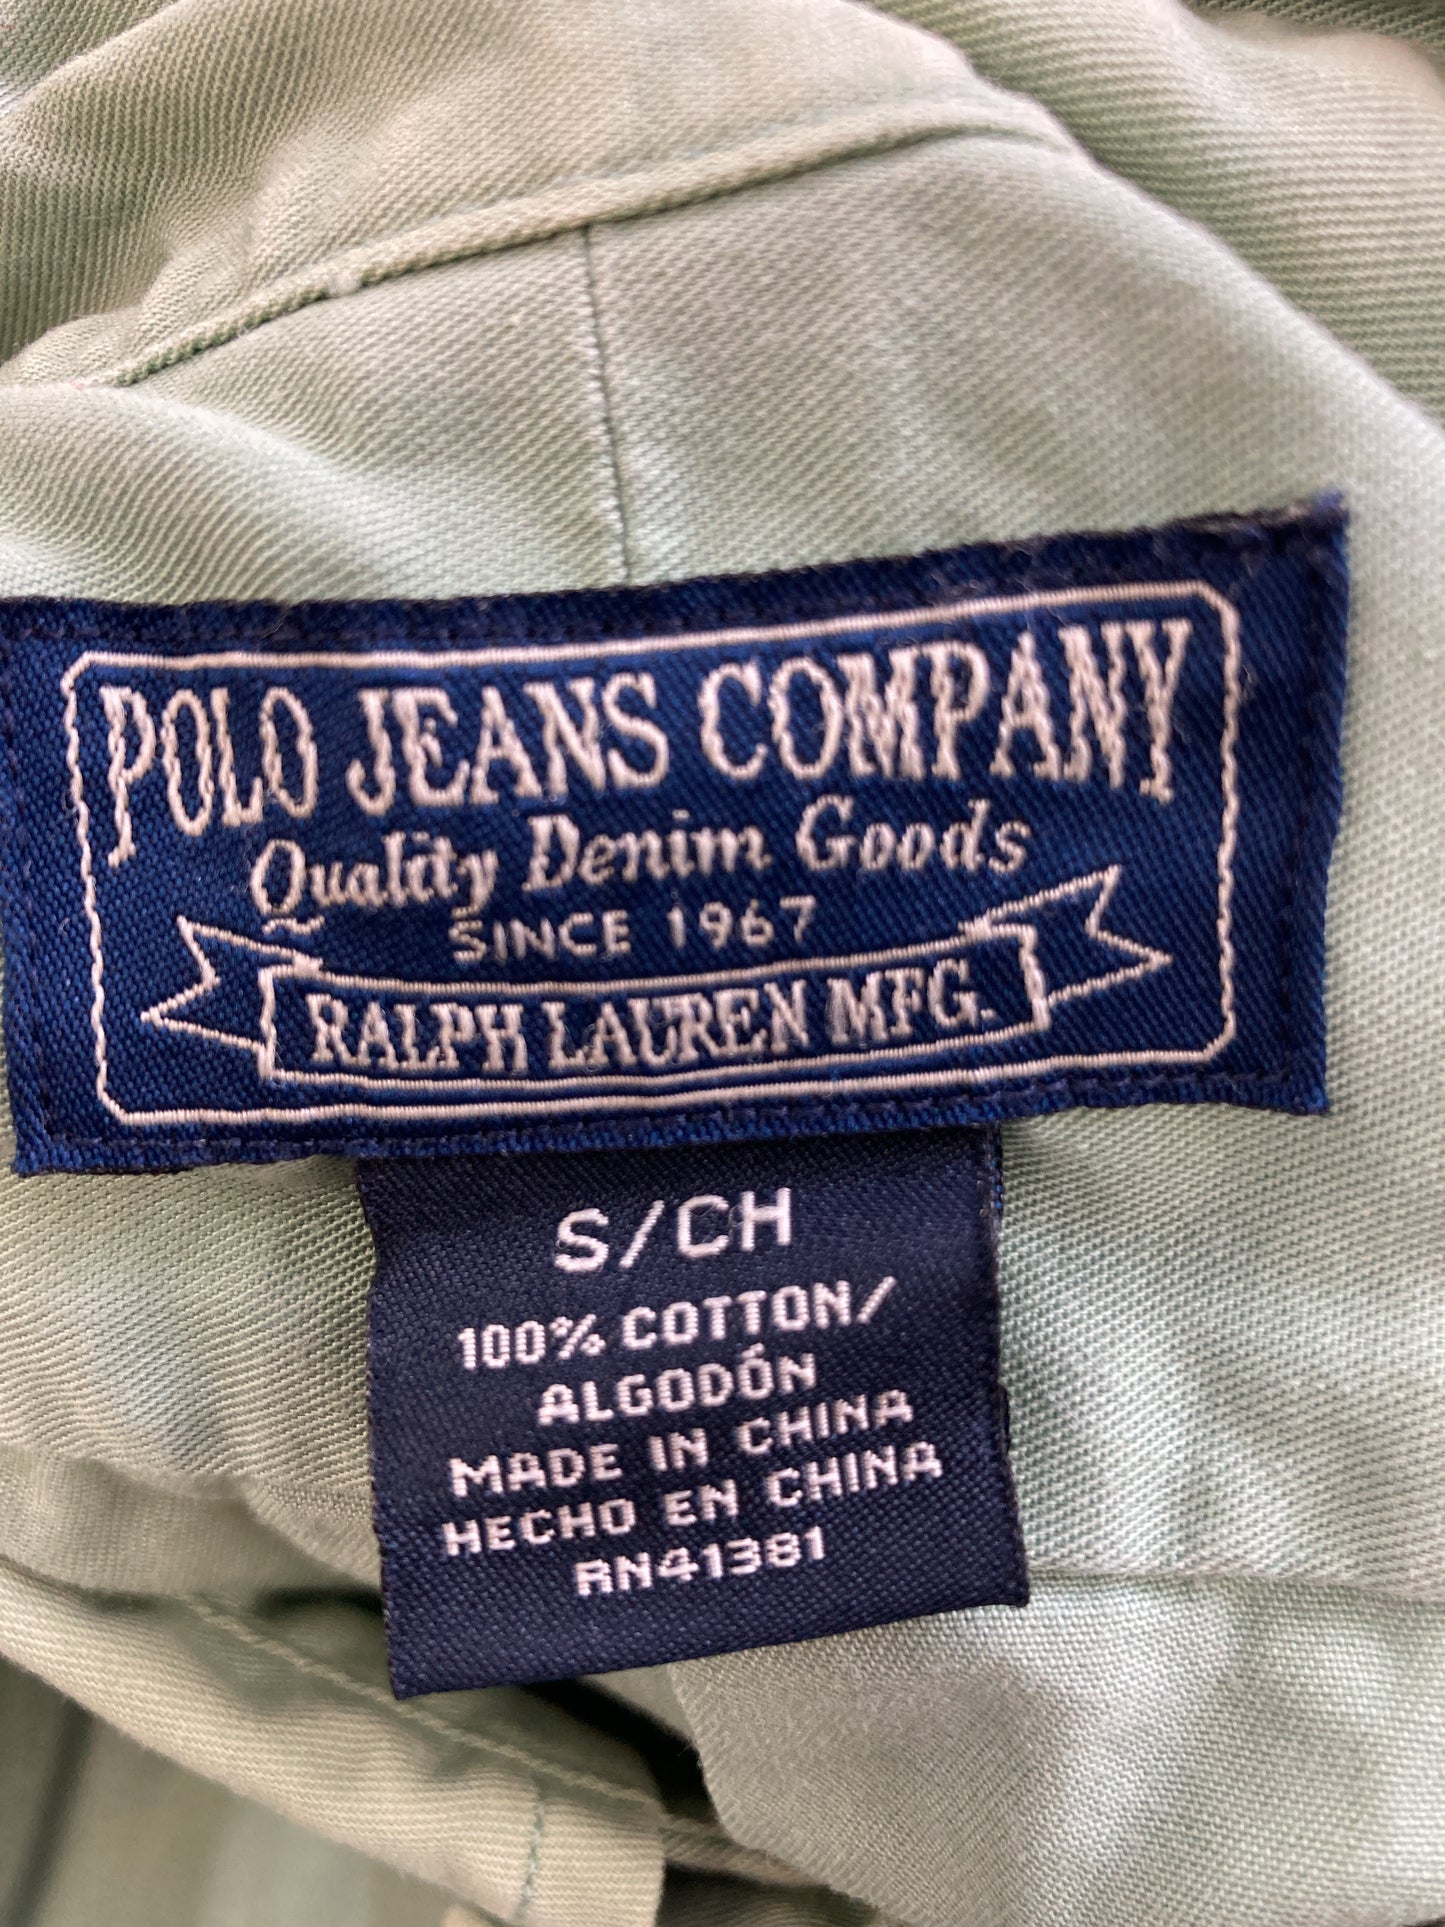 POLO JEANS COMPANY
Quality Denim Goods
SINCE 1967
RALPH LAUREN MFG.
S/CH
100% COTTON/
ALGODÓN
MADE IN CHINA
HECHO EN CHINA
RN41381